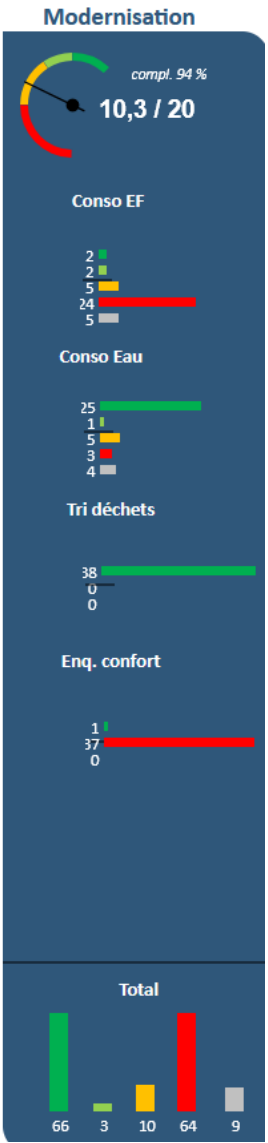 Modernisation
compl. 94 %
10,3 / 20
Conso EF
2
2
5
24
5
Conso Eau
25
1
5
3
4
Tri déchets
38
0
0
Enq. confort
1
37
0
Total
66 3 10 64 9